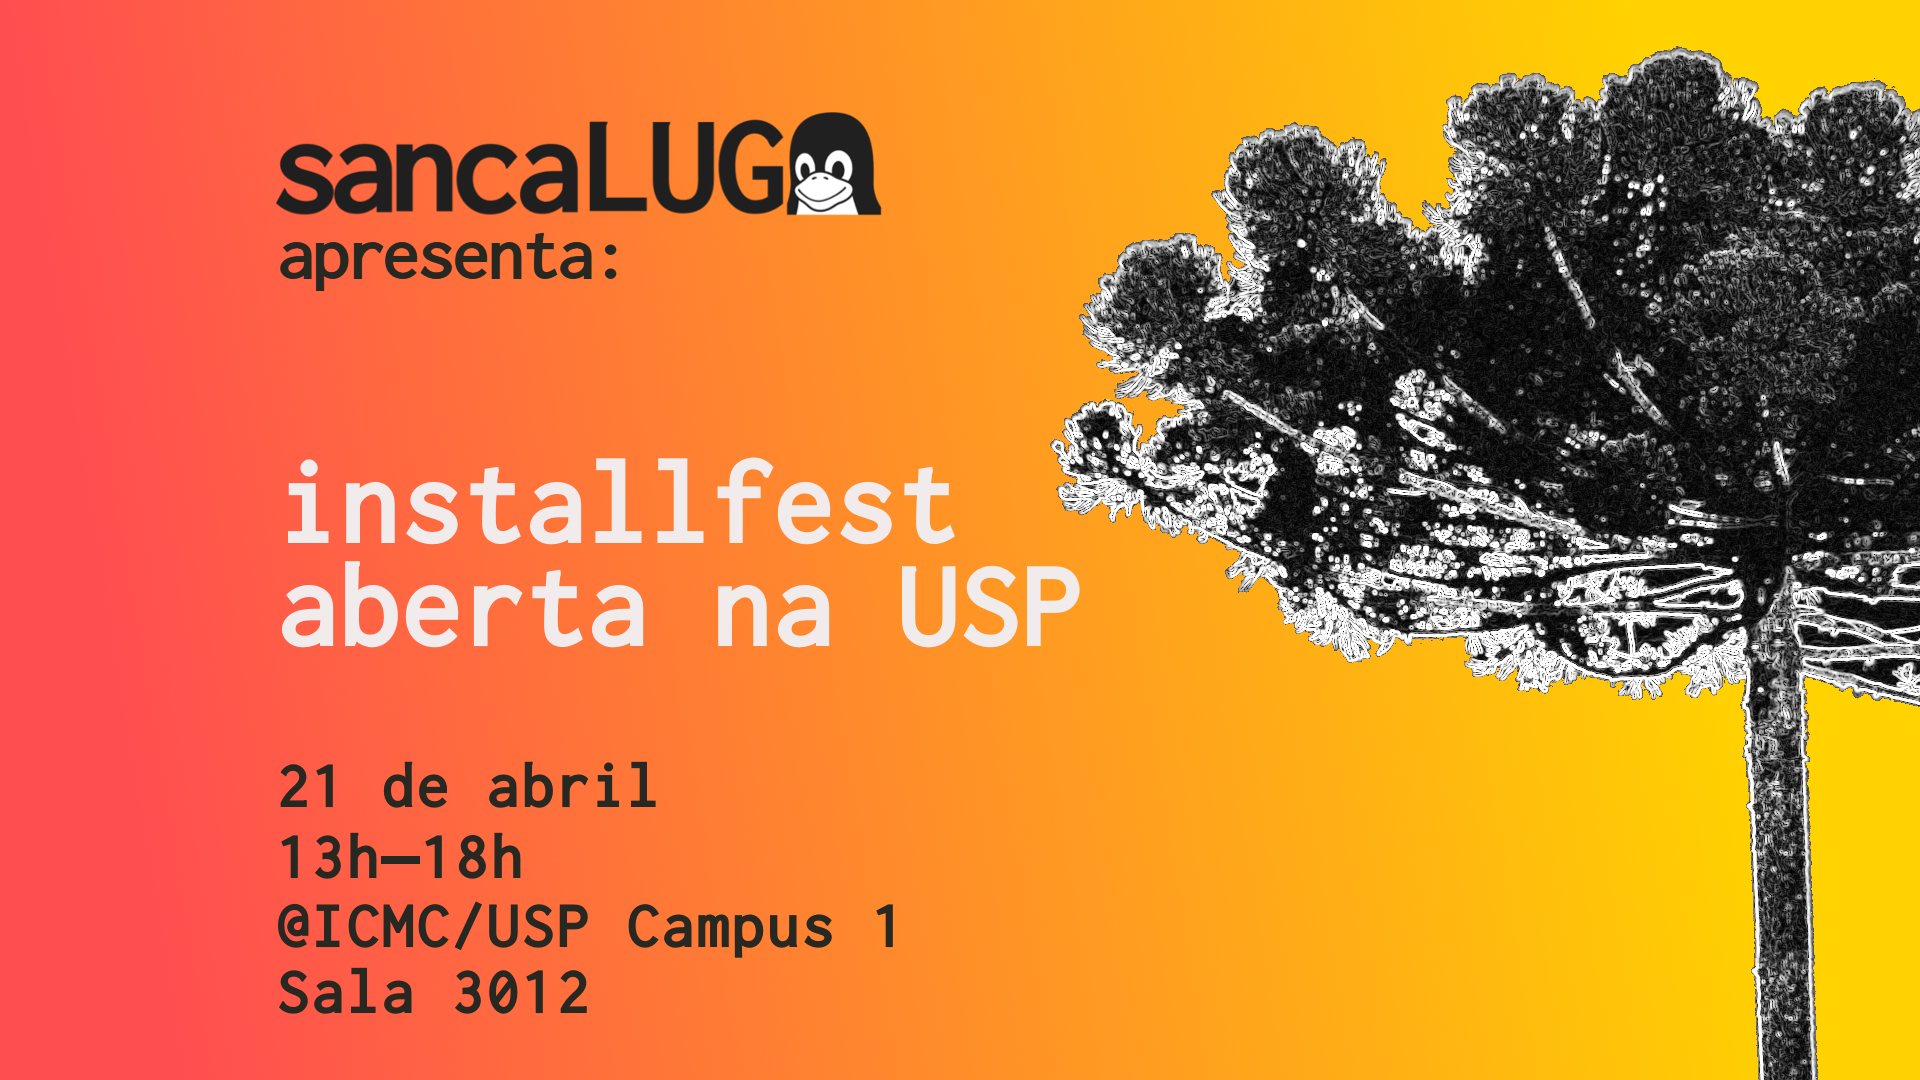 sancaLUG
apresenta:
installfest
aberta na USP
21 de abril
13h—18h
@ICMC/USP Campus 1
Sala 3012